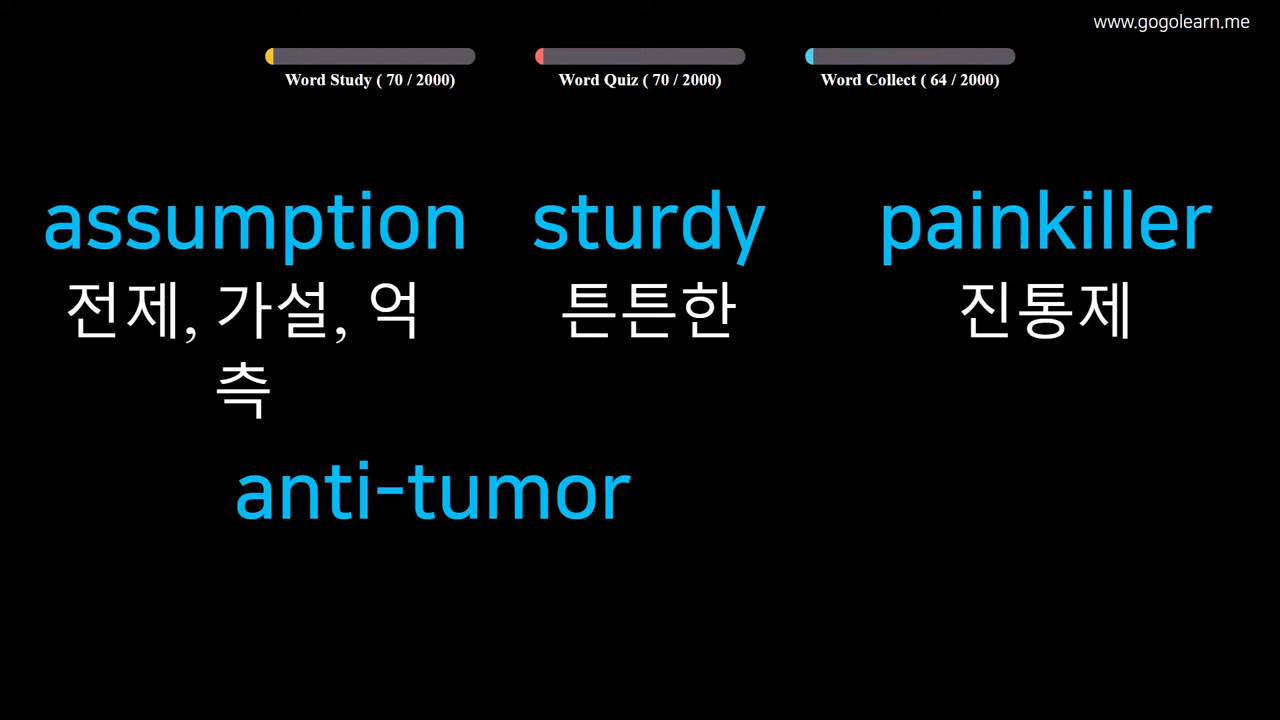 www.gogolearn.me
Word Study ( 70 / 2000)
Word Quiz ( 70 / 2000)
Word Collect ( 64 / 2000)
assumption
전제, 가설, 억
측
sturdy
튼튼한
painkiller
진통제
anti-tumor